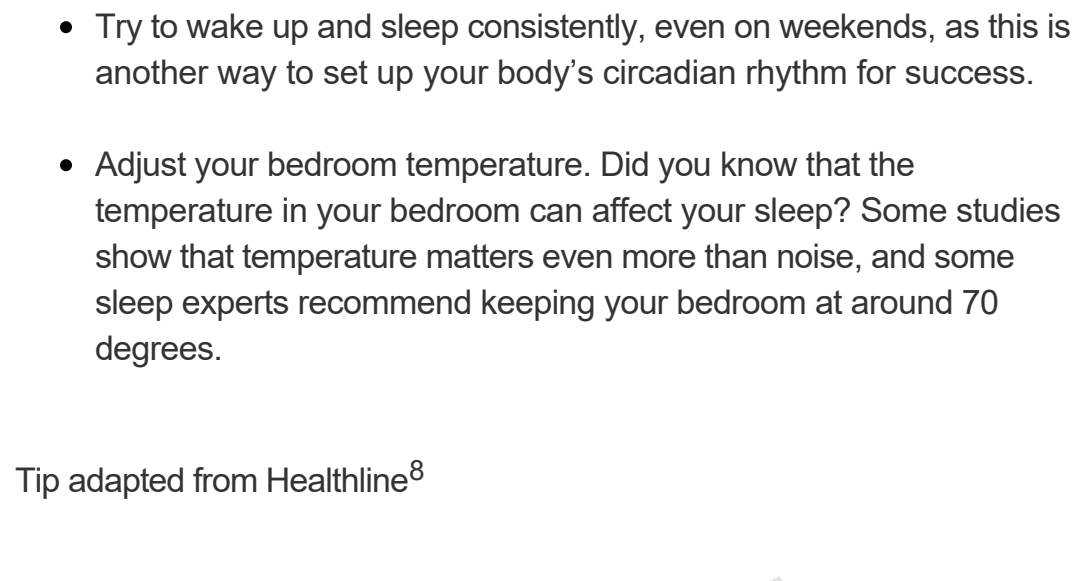 • Try to wake up and sleep consistently, even on weekends, as this is
another way to set up your body’s circadian rhythm for success.
• Adjust your bedroom temperature. Did you know that the
temperature in your bedroom can affect your sleep? Some studies
show that temperature matters even more than noise, and some
sleep experts recommend keeping your bedroom at around 70
degrees.
Tip adapted from Healthline⁸